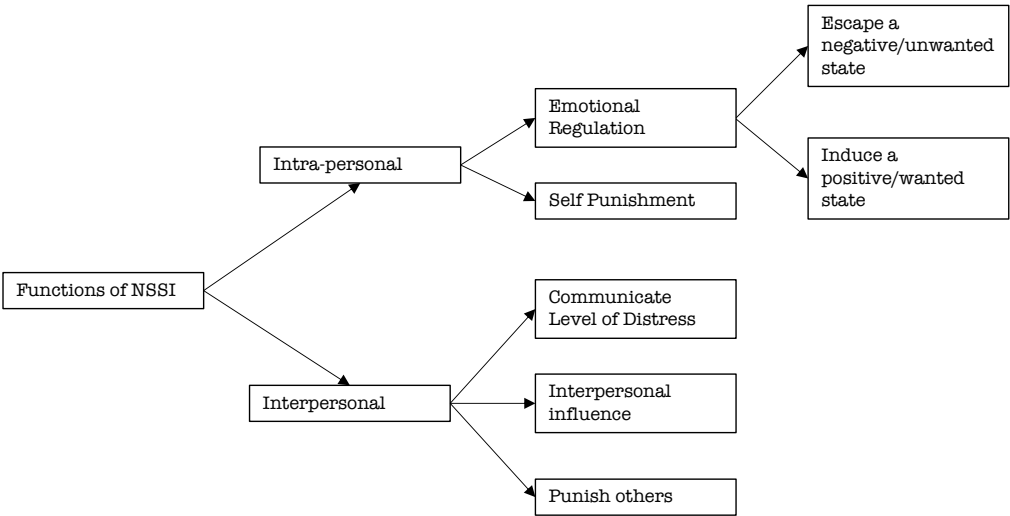 Escape a
negative/unwanted
state
Emotional
Regulation
Induce a
positive/wanted
state
Intra-personal
Self Punishment
Functions of NSSI
Communicate
Level of Distress
Interpersonal
Interpersonal
influence
Punish others